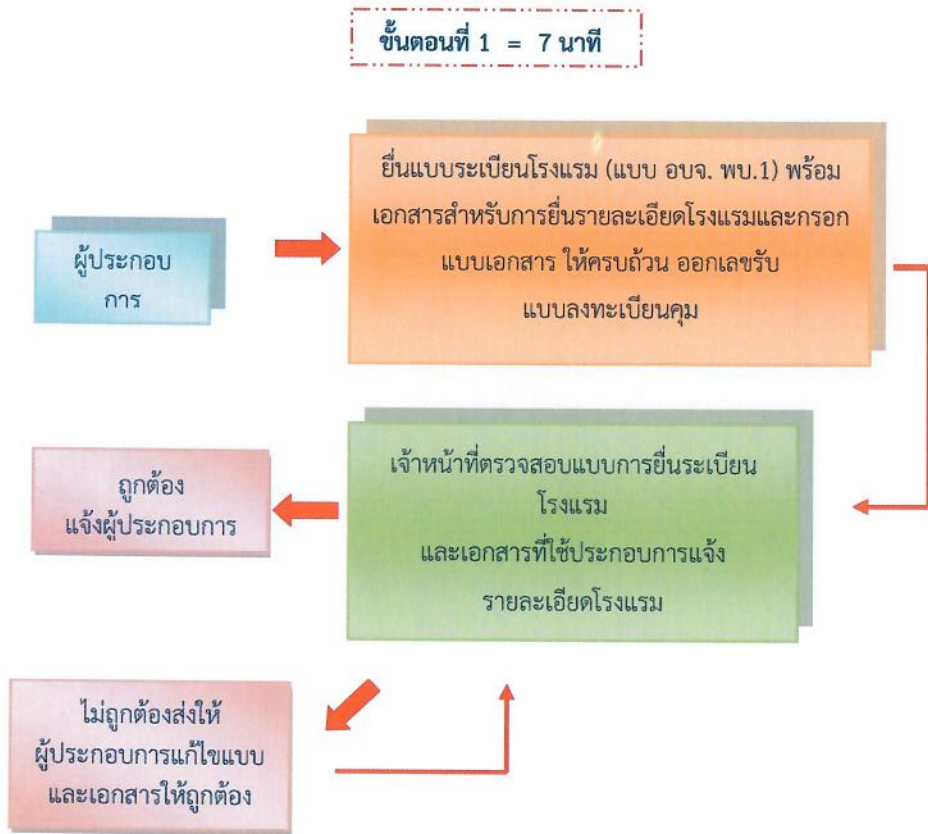 ขั้นตอนที่ 1 = 7 นาที
ยื่นแบบระเบียนโรงแรม (แบบ อบจ. พบ.1) พร้อม
เอกสารสำหรับการยื่นรายละเอียดโรงแรมและกรอก
แบบเอกสาร ให้ครบถ้วน ออกเลขรับ
แบบลงทะเบียนคุม
ผู้ประกอบ
การ
เจ้าหน้าที่ตรวจสอบแบบการยื่นระเบียน
โรงแรม
และเอกสารที่ใช้ประกอบการแจ้ง
รายละเอียดโรงแรม
ถูกต้อง
แจ้งผู้ประกอบการ
ไม่ถูกต้องส่งให้
ผู้ประกอบการแก้ไขแบบ
และเอกสารให้ถูกต้อง